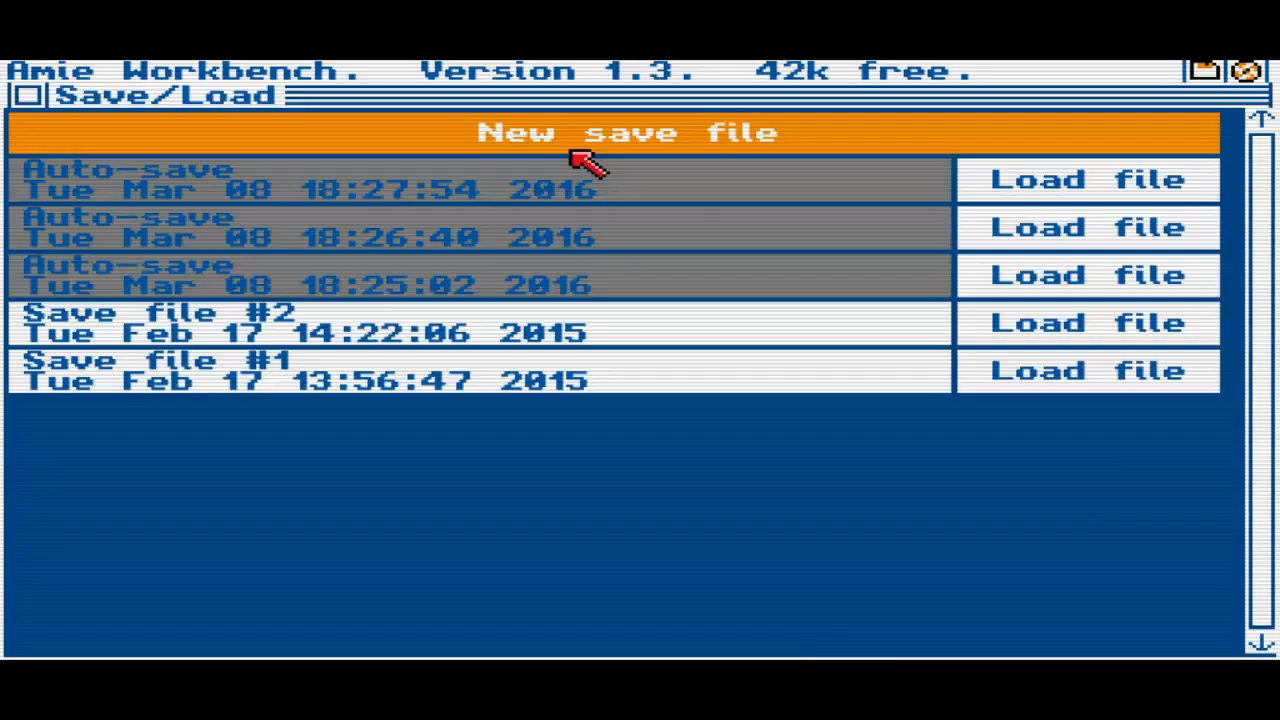 Amie Workbench. Version 1.3. 42k free.
Save/Load
New save file
Auto-save
Tue Mar 08 18:27:54 2016
Load file
Auto-save
Tue Mar 08 18:26:40 2016
Load file
Auto-save
Tue Mar 08 18:25:02 2016
Load file
Save file #2
Tue Feb 17 14:22:06 2015
Load file
Save file #1
Tue Feb 17 13:56:47 2015
Load file